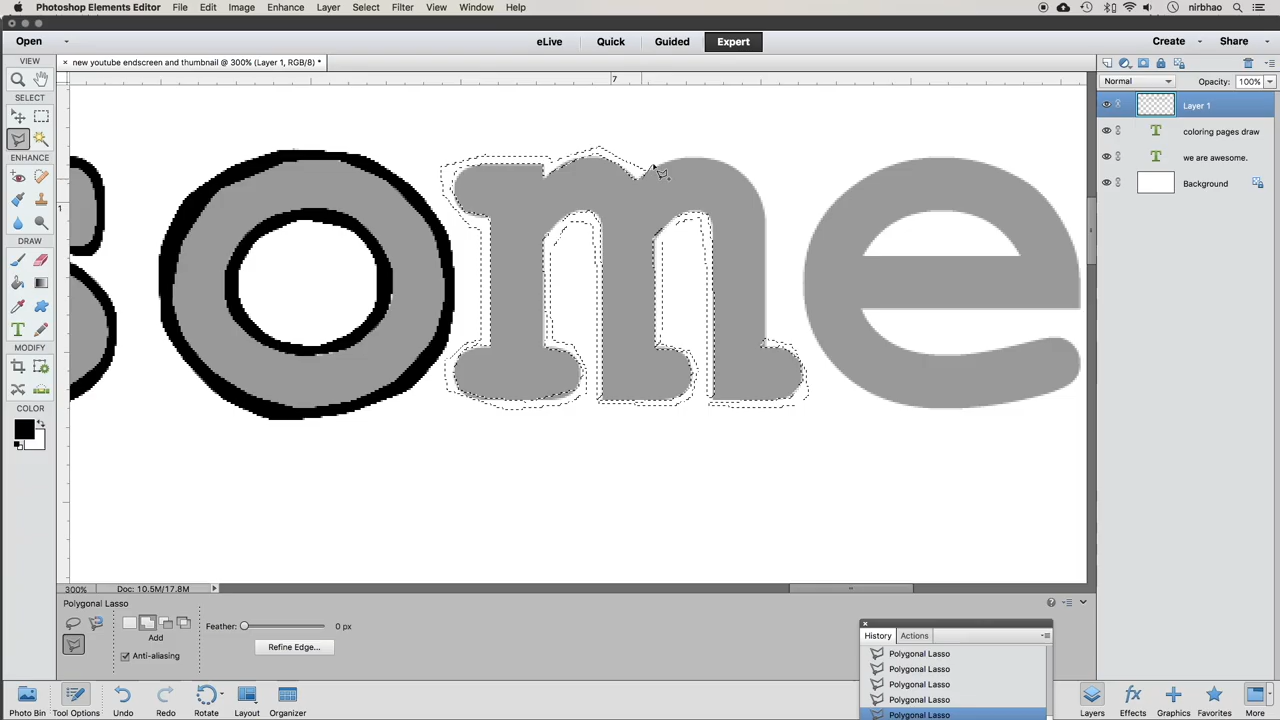 Photoshop Elements Editor File Edit Image Enhance Layer Select Filter View Window Help nirbhao
Open eLive Quick Guided Expert Create Share
new youtube endscreen and thumbnail @ 300% (Layer 1, RGB/8) *
VIEW
SELECT
ENHANCE
DRAW
MODIFY
COLOR
7
1
ome
Normal Opacity: 100%
Layer 1
coloring pages draw
we are awesome.
Background
300% Doc: 10.5M/17.8M
Polygonal Lasso
Add
Anti-aliasing
Feather: 0 px
Refine Edge...
History Actions
Polygonal Lasso
Polygonal Lasso
Polygonal Lasso
Polygonal Lasso
Polygonal Lasso
Photo Bin Tool Options Undo Redo Rotate Layout Organizer Layers Effects Graphics Favorites More